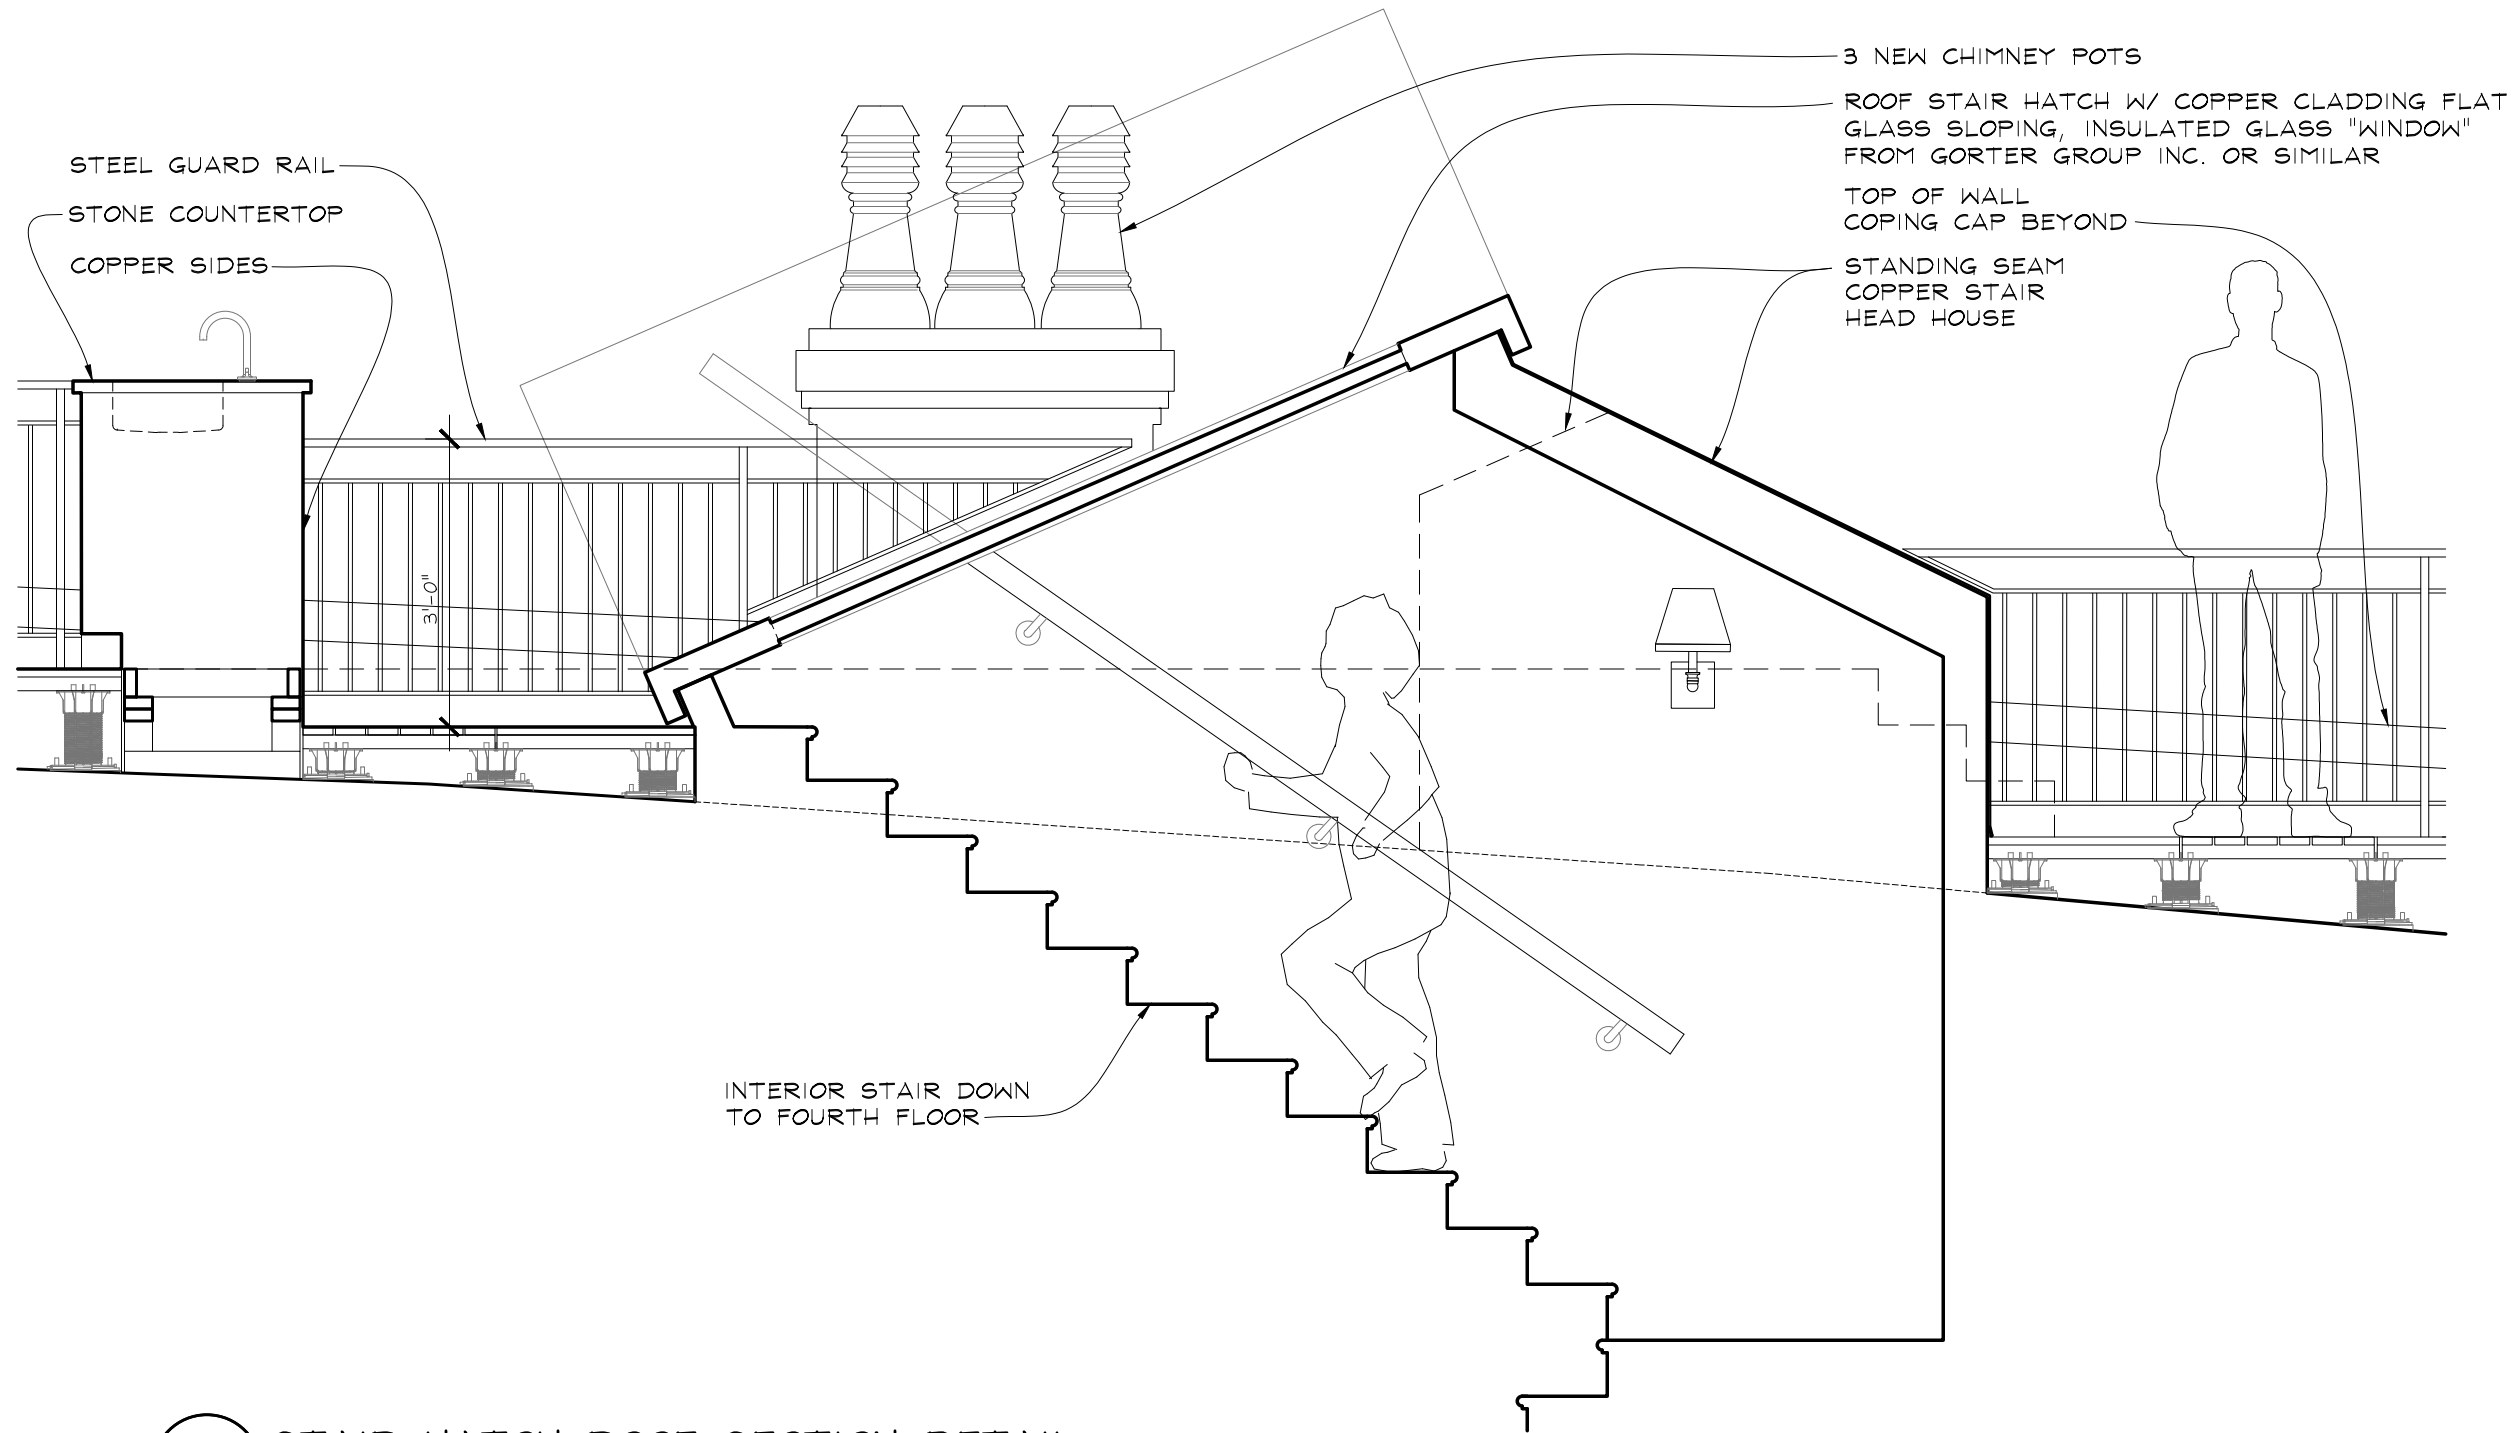 3 NEW CHIMNEY POTS
ROOF STAIR HATCH W/ COPPER CLADDING FLAT
GLASS SLOPING, INSULATED GLASS "WINDOW"
FROM GORTER GROUP INC. OR SIMILAR
TOP OF WALL
COPING CAP BEYOND
STANDING SEAM
COPPER STAIR
HEAD HOUSE
STEEL GUARD RAIL
STONE COUNTERTOP
COPPER SIDES
3'-0"
INTERIOR STAIR DOWN
TO FOURTH FLOOR